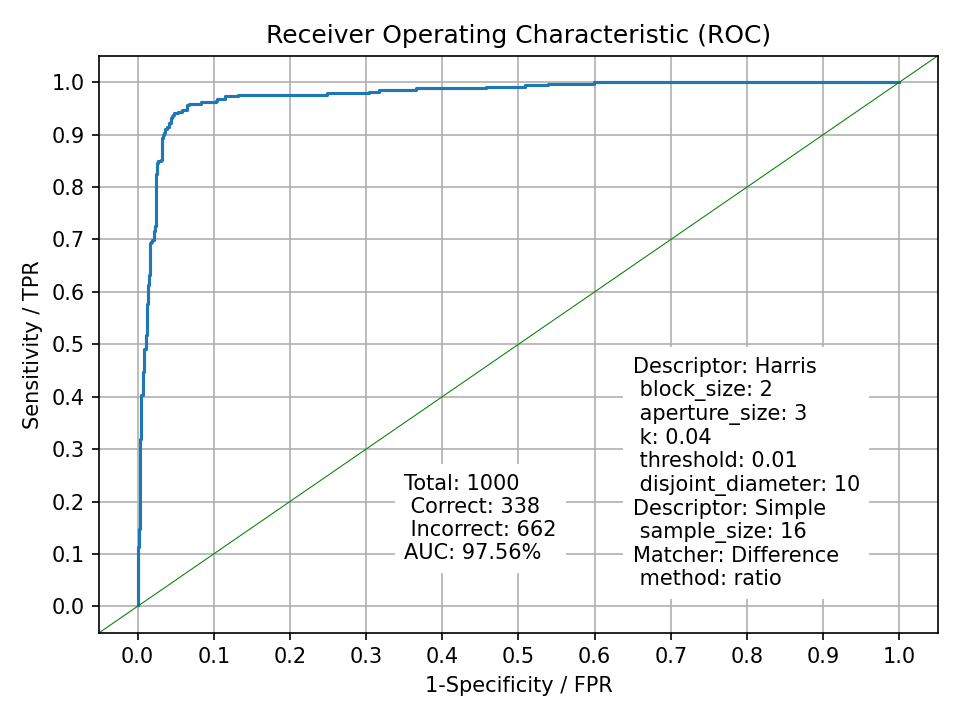 Receiver Operating Characteristic (ROC)
1.0
0.9
0.8
0.7
0.6
0.5
0.4
0.3
0.2
0.1
0.0
Sensitivity / TPR
Total: 1000
Correct: 338
Incorrect: 662
AUC: 97.56%
Descriptor: Harris
block_size: 2
aperture_size: 3
k: 0.04
threshold: 0.01
disjoint_diameter: 10
Descriptor: Simple
sample_size: 16
Matcher: Difference
method: ratio
0.0 0.1 0.2 0.3 0.4 0.5 0.6 0.7 0.8 0.9 1.0
1-Specificity / FPR